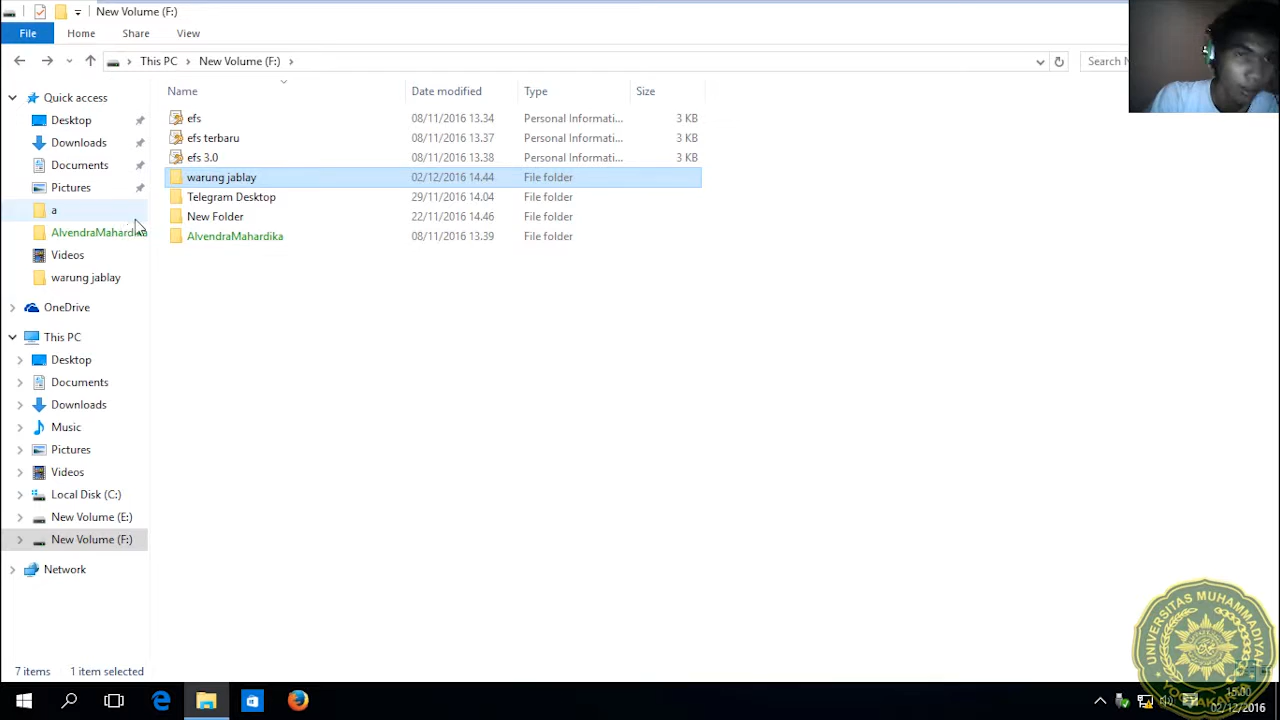 New Volume (F:)
File Home Share View
This PC New Volume (F:) Search
Name Date modified Type Size
Quick access
Desktop
Downloads
Documents
Pictures
a
AlvendraMahardika
Videos
warung jablay
OneDrive
This PC
Desktop
Documents
Downloads
Music
Pictures
Videos
Local Disk (C:)
New Volume (E:)
New Volume (F:)
Network
efs 08/11/2016 13.34 Personal Informati... 3 KB
efs terbaru 08/11/2016 13.37 Personal Informati... 3 KB
efs 3.0 08/11/2016 13.38 Personal Informati... 3 KB
warung jablay 02/12/2016 14.44 File folder
Telegram Desktop 29/11/2016 14.04 File folder
New Folder 22/11/2016 14.46 File folder
AlvendraMahardika 08/11/2016 13.39 File folder
7 items 1 item selected
UNIVERSITAS MUHAMMADIYAH
YOGYAKARTA
15.00
02/12/2016